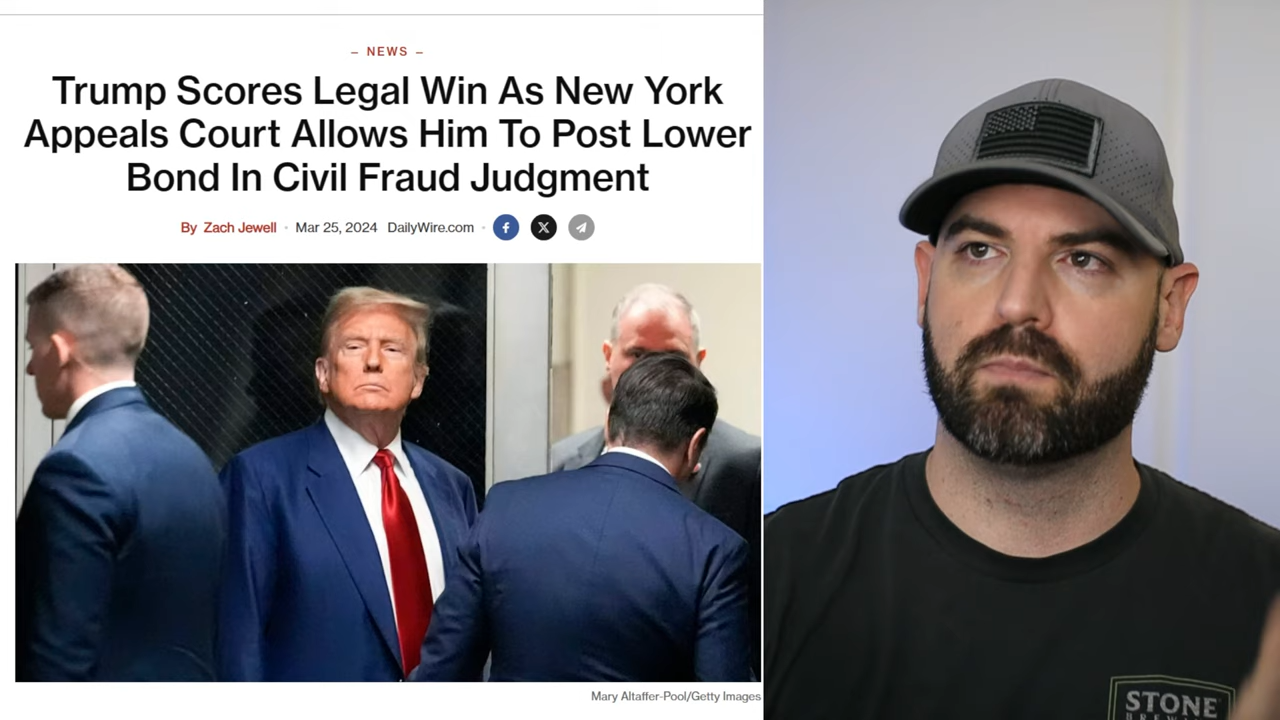 – NEWS –
Trump Scores Legal Win As New York
Appeals Court Allows Him To Post Lower
Bond In Civil Fraud Judgment
By Zach Jewell • Mar 25, 2024 DailyWire.com •
Mary Altaffer-Pool/Getty Images
STONE